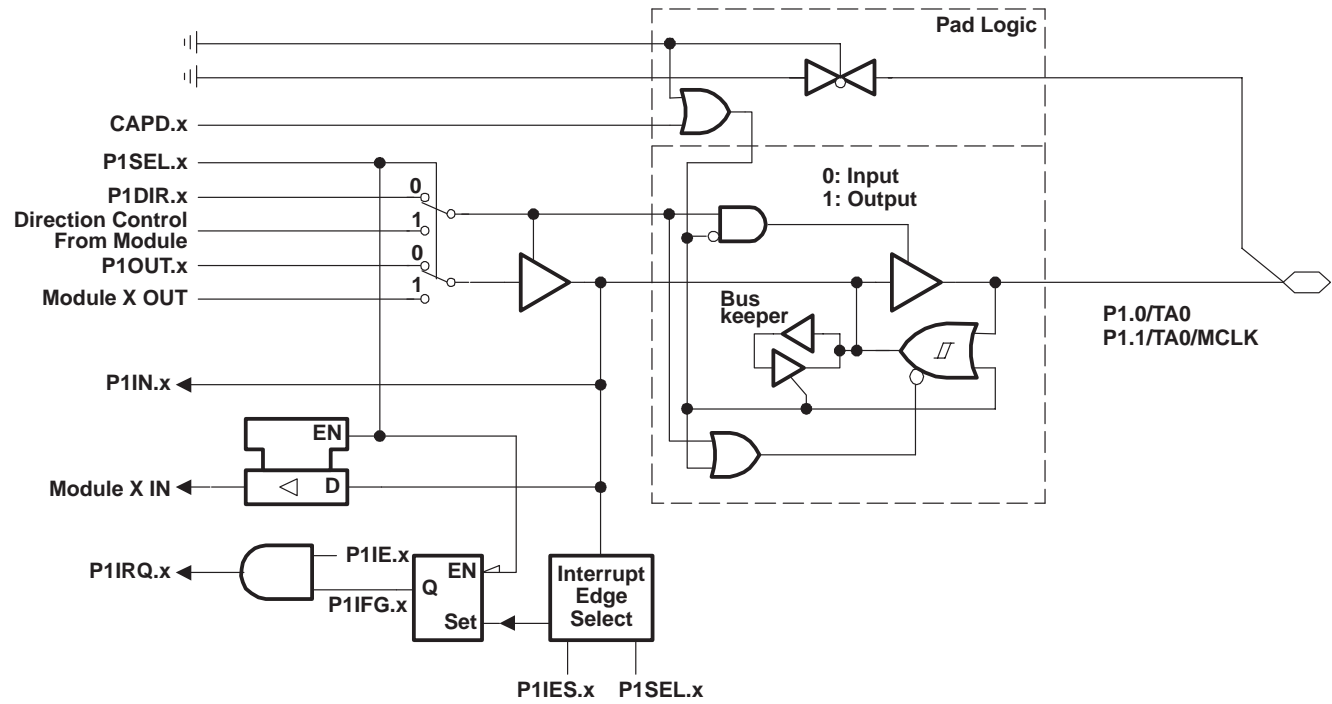 Pad Logic
CAPD.x
P1SEL.x
P1DIR.x
0
Direction Control
From Module
1
P1OUT.x
0
Module X OUT
1
0: Input
1: Output
Bus
keeper
P1.0/TA0
P1.1/TA0/MCLK
P1IN.x
EN
D
Module X IN
P1IE.x
P1IRQ.x
P1IFG.x
EN
Q
Set
Interrupt
Edge
Select
P1IES.x
P1SEL.x